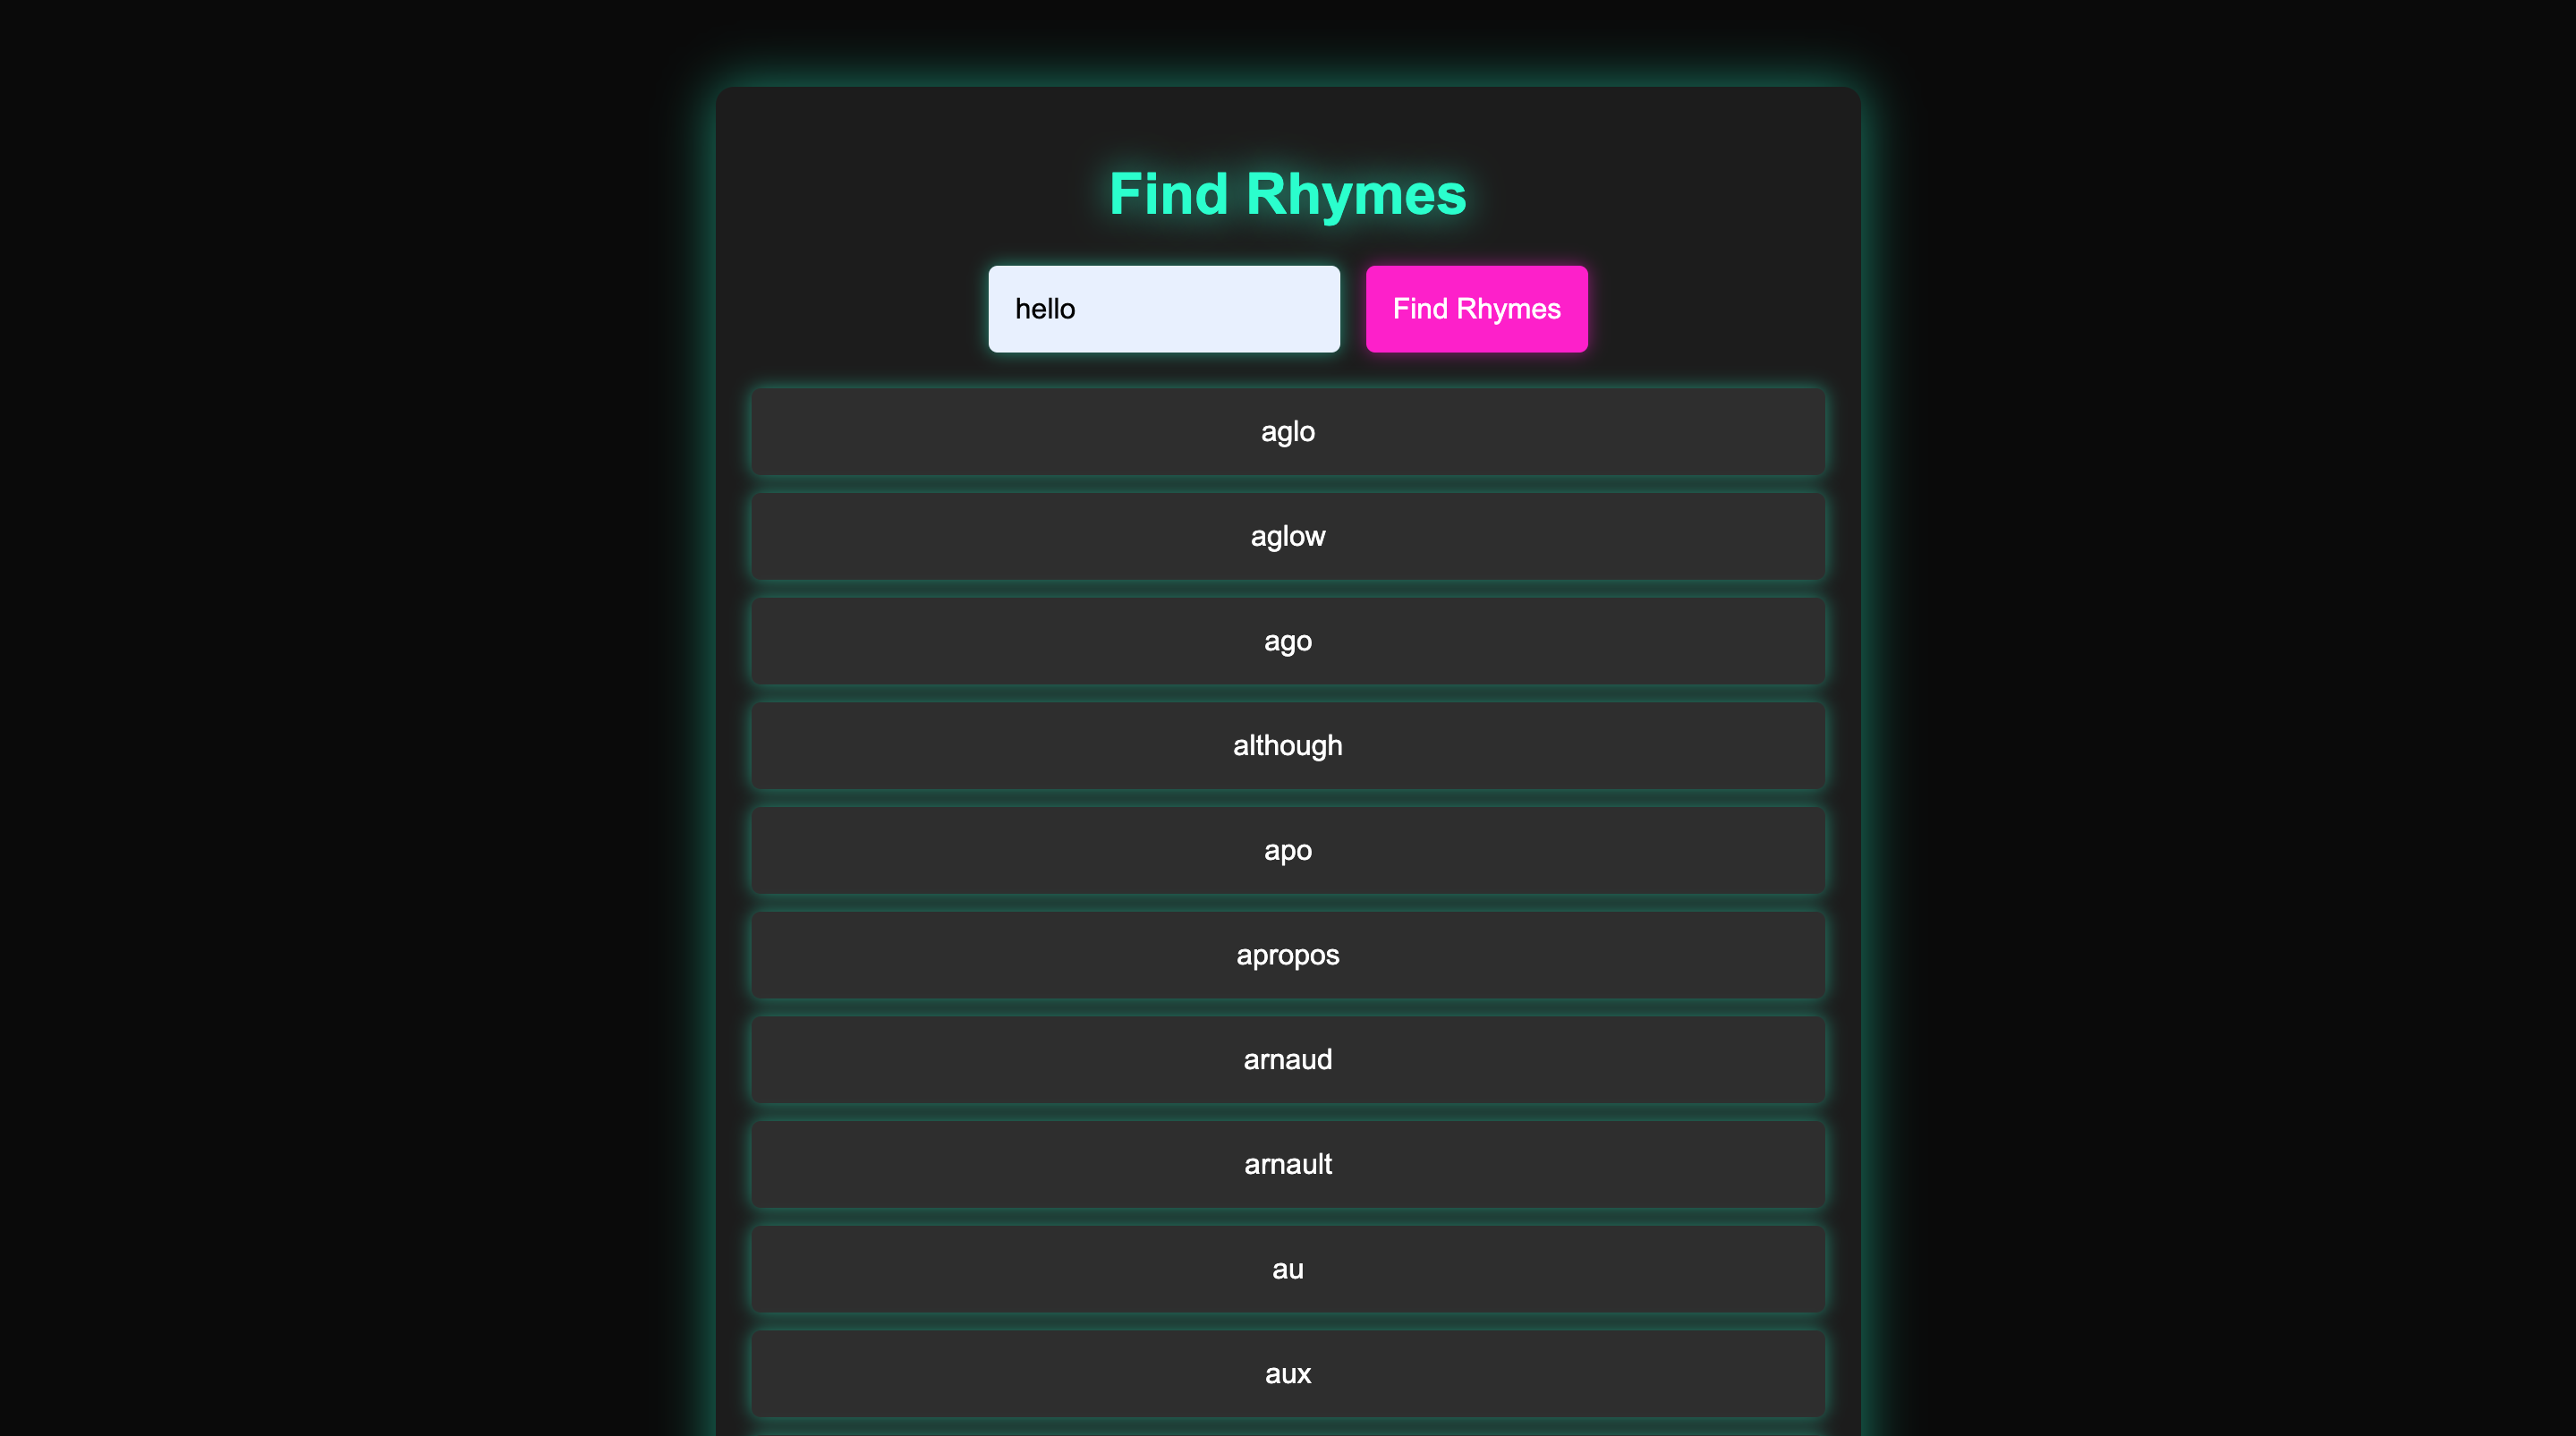 Find Rhymes
hello
Find Rhymes
aglo
aglow
ago
although
apo
apropos
arnaud
arnault
au
aux